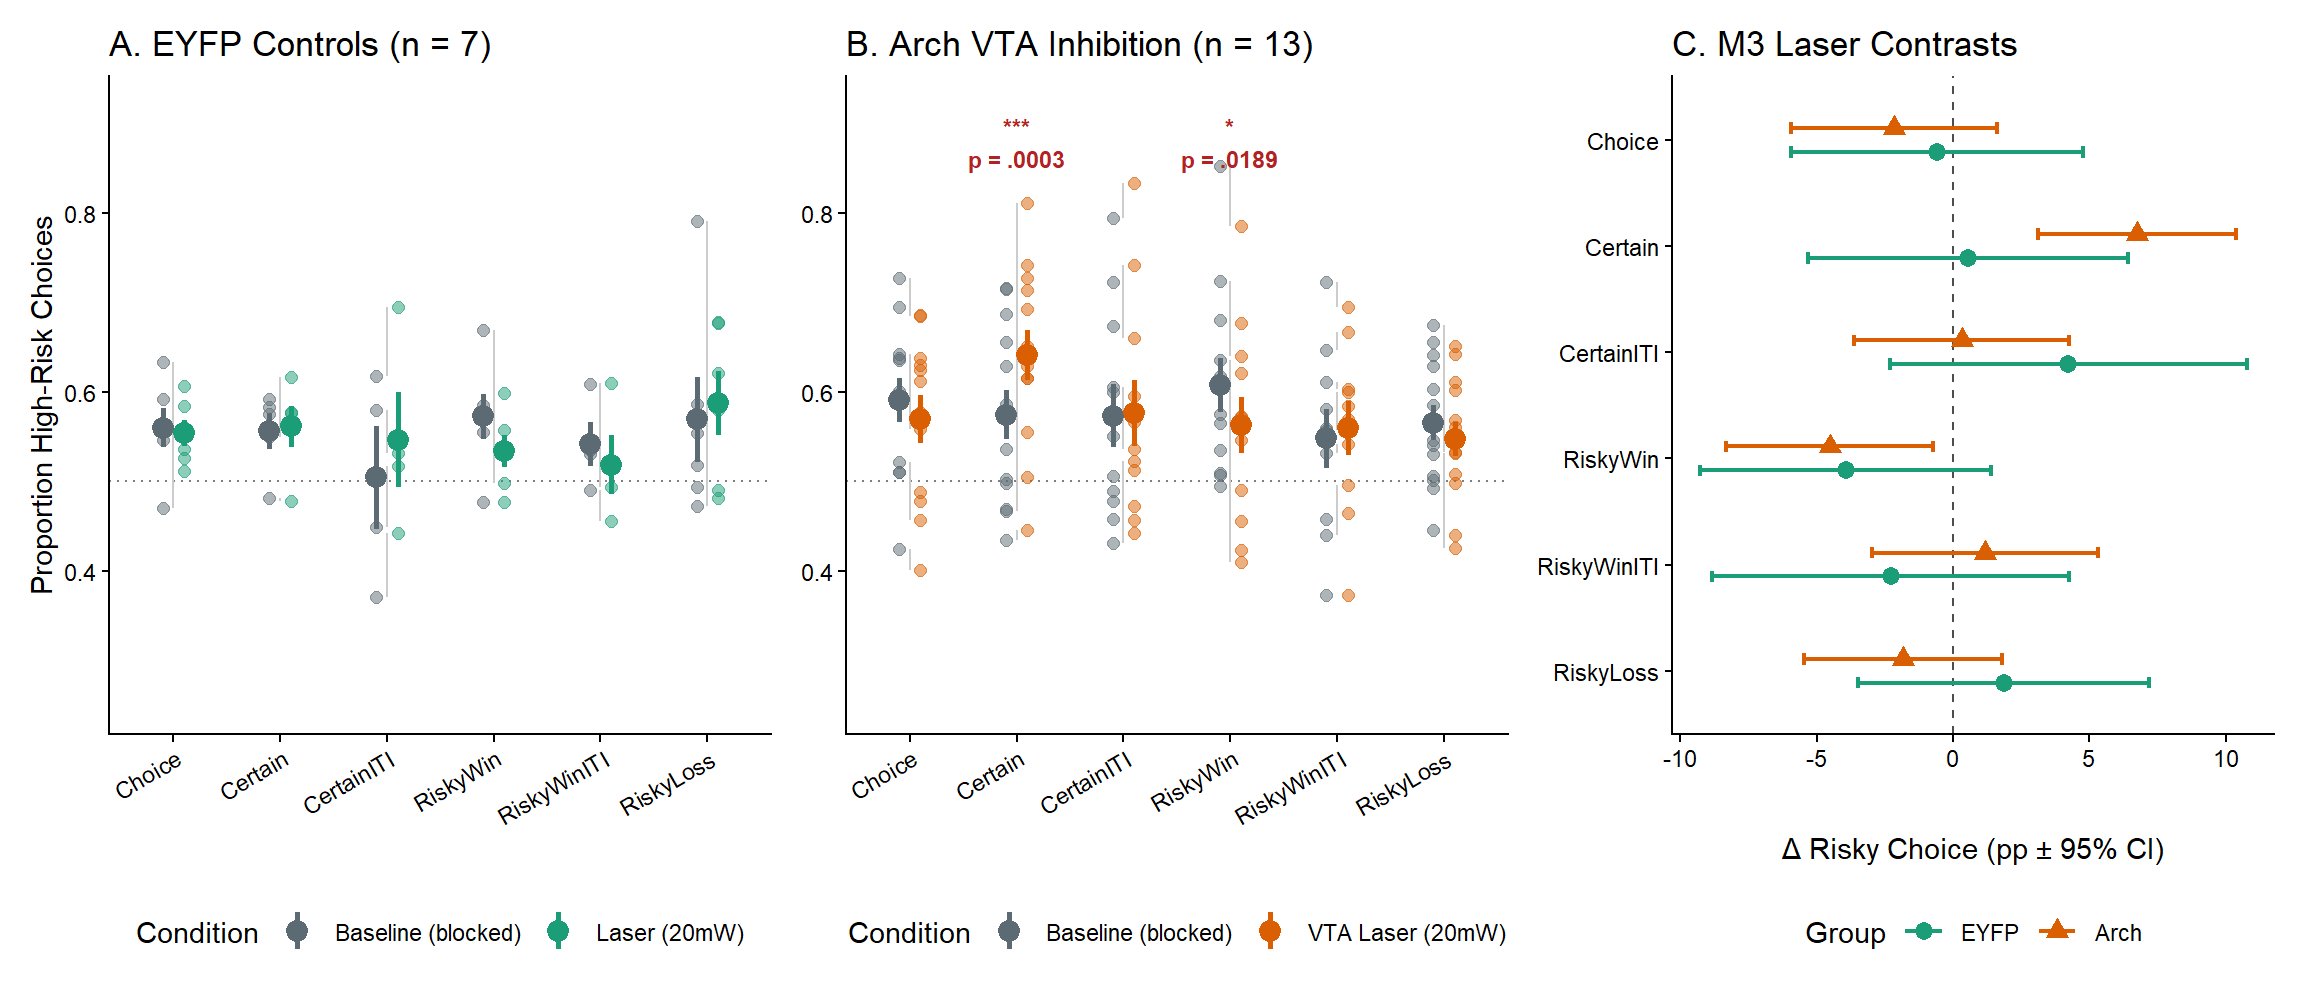 A. EYFP Controls (n = 7)
B. Arch VTA Inhibition (n = 13)
C. M3 Laser Contrasts
Proportion High-Risk Choices
0.8
0.6
0.4
Choice
Certain
CertainITI
RiskyWin
RiskyWinITI
RiskyLoss
***
p = .0003
*
p = .0189
0.8
0.6
0.4
Choice
Certain
CertainITI
RiskyWin
RiskyWinITI
RiskyLoss
Choice
Certain
CertainITI
RiskyWin
RiskyWinITI
RiskyLoss
-10
-5
0
5
10
Δ Risky Choice (pp ± 95% CI)
Condition Baseline (blocked) Laser (20mW)
Condition Baseline (blocked) VTA Laser (20mW)
Group EYFP Arch